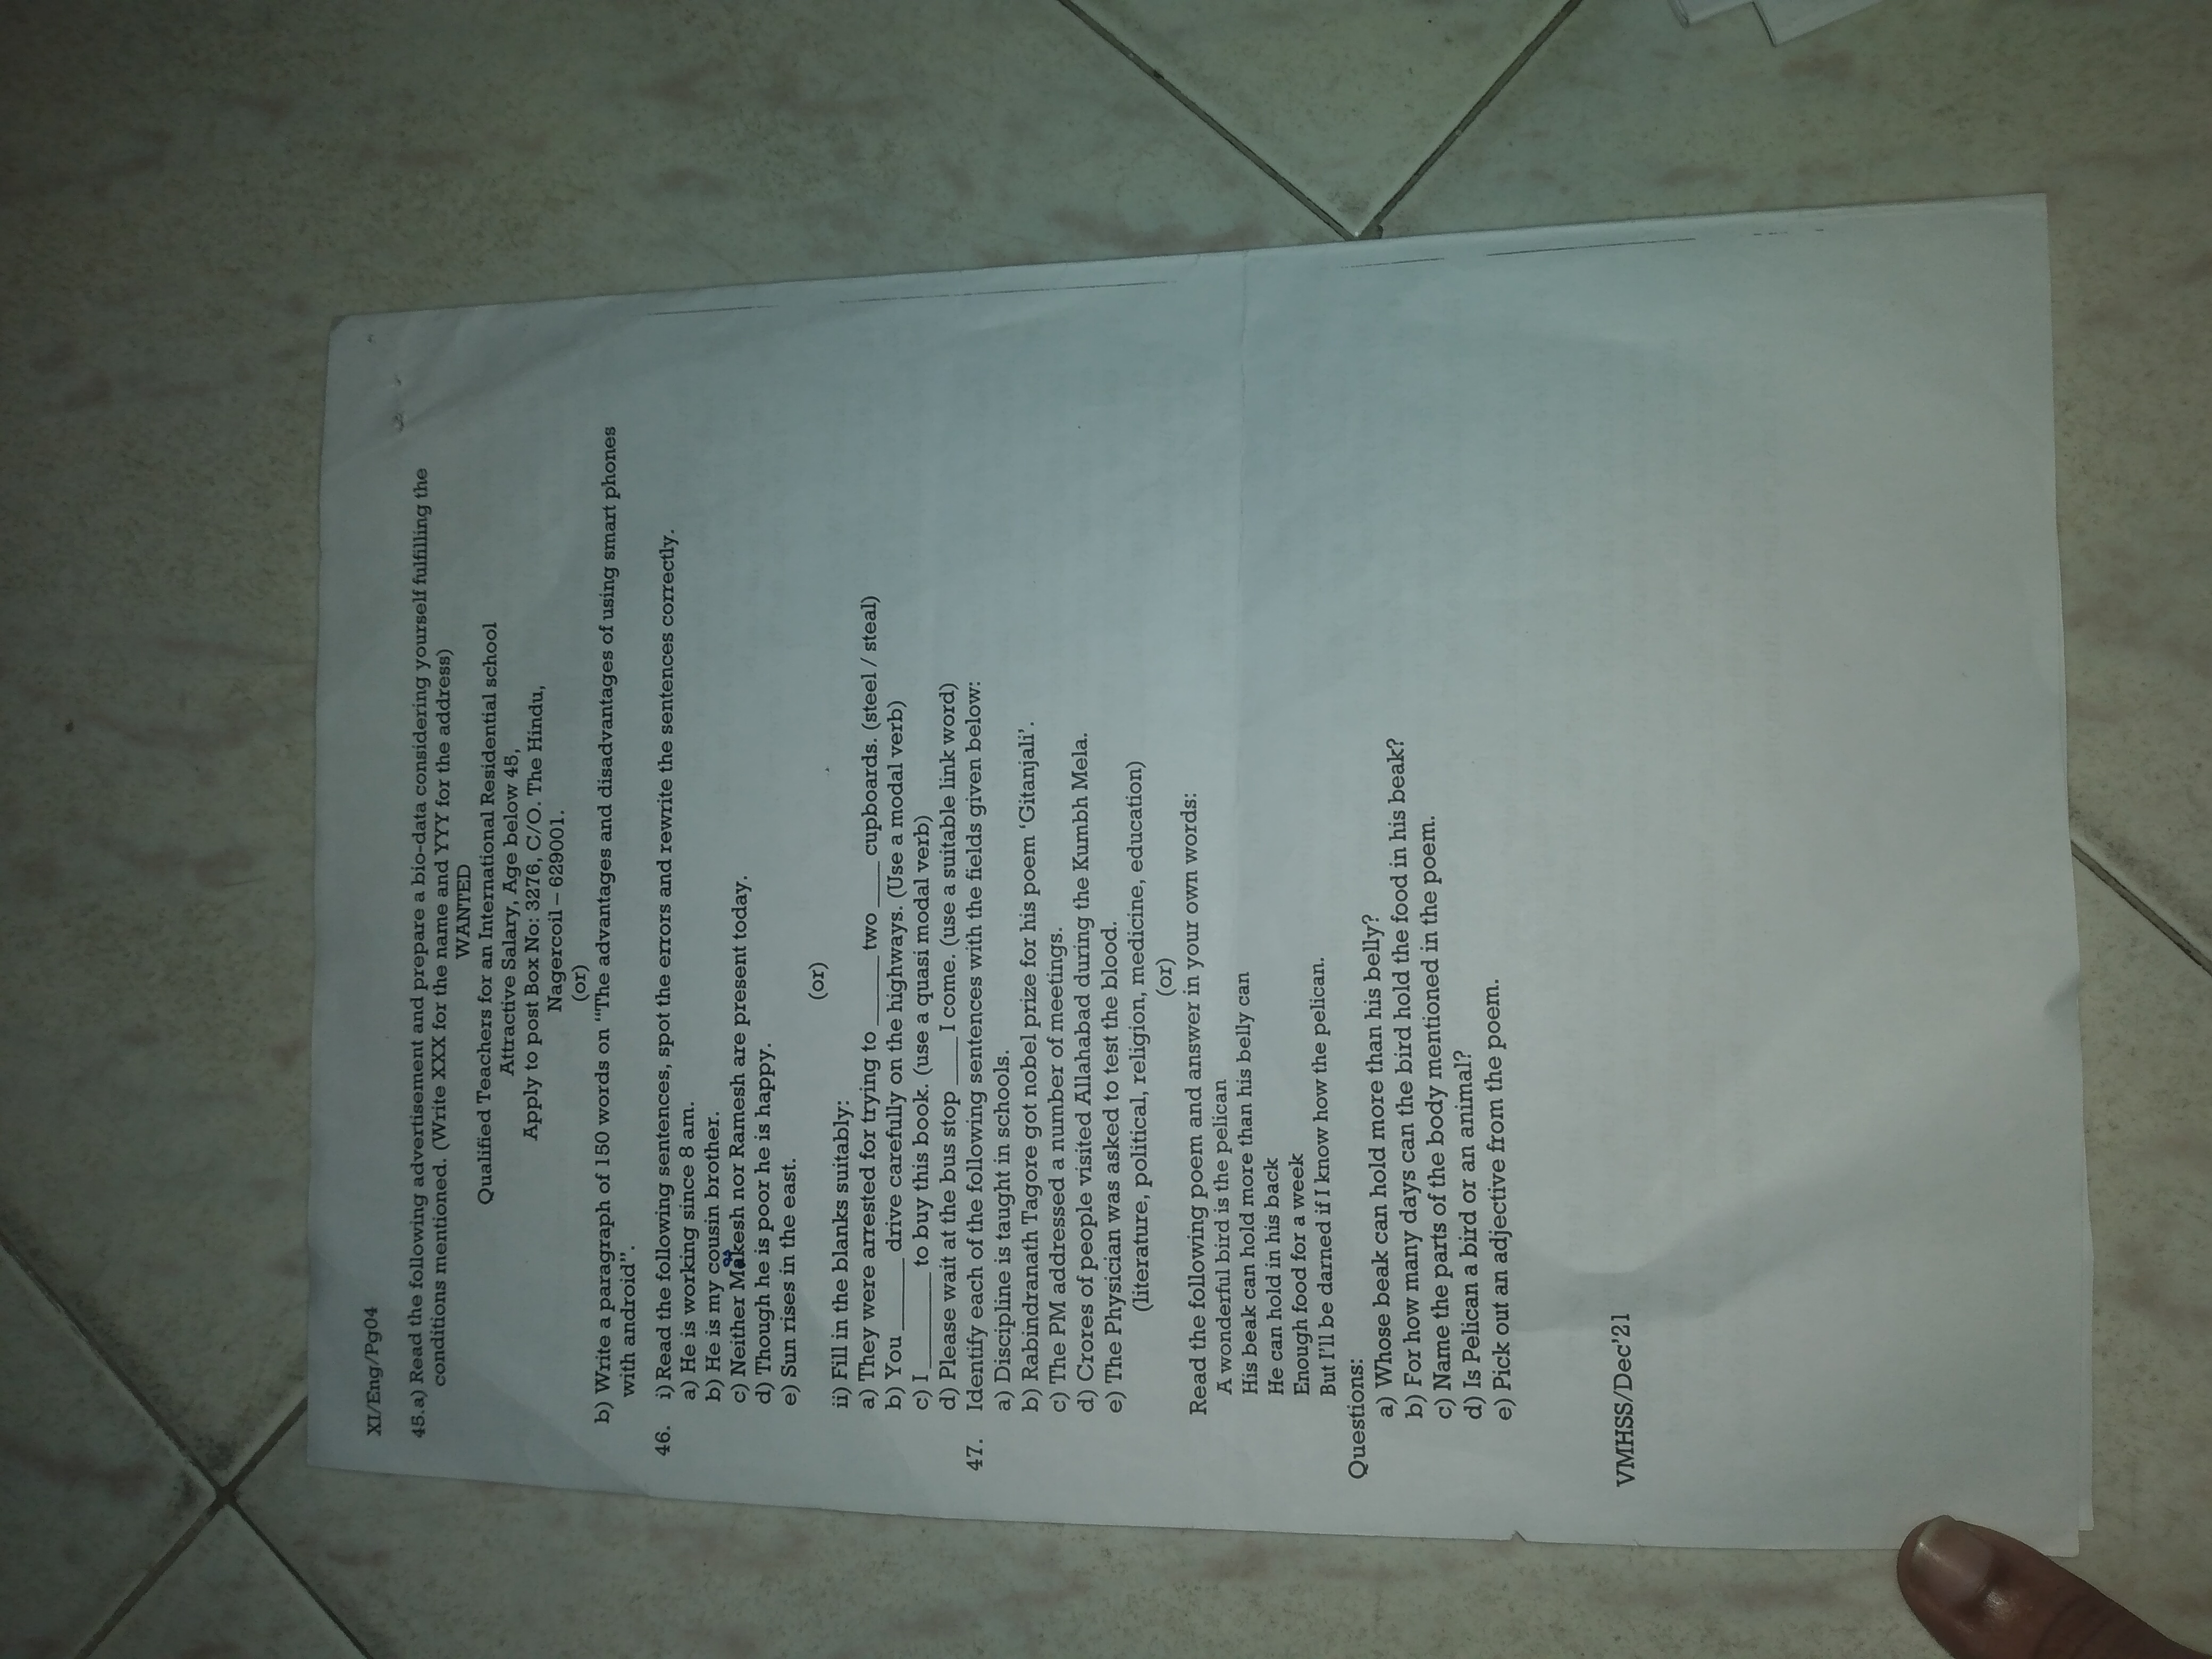 XI/Eng/Pg04
45.a) Read the following advertisement and prepare a bio-data considering yourself fulfilling the
conditions mentioned. (Write XXX for the name and YYY for the address)
WANTED
Qualified Teachers for an International Residential school
Attractive Salary, Age below 45,
Apply to post Box No: 3276, C/O. The Hindu,
Nagercoil – 629001.
(or)
b) Write a paragraph of 150 words on “The advantages and disadvantages of using smart phones
with android”.
46. i) Read the following sentences, spot the errors and rewrite the sentences correctly.
a) He is working since 8 am.
b) He is my cousin brother.
c) Neither Makesh nor Ramesh are present today.
d) Though he is poor he is happy.
e) Sun rises in the east.
(or)
ii) Fill in the blanks suitably:
a) They were arrested for trying to ______ two ____ cupboards. (steel / steal)
b) You ______ drive carefully on the highways. (Use a modal verb)
c) I ________ to buy this book. (use a quasi modal verb)
d) Please wait at the bus stop ____ I come. (use a suitable link word)
47. Identify each of the following sentences with the fields given below:
a) Discipline is taught in schools.
b) Rabindranath Tagore got nobel prize for his poem ‘Gitanjali’.
c) The PM addressed a number of meetings.
d) Crores of people visited Allahabad during the Kumbh Mela.
e) The Physician was asked to test the blood.
(literature, political, religion, medicine, education)
(or)
Read the following poem and answer in your own words:
A wonderful bird is the pelican
His beak can hold more than his belly can
He can hold in his back
Enough food for a week
But I’ll be darned if I know how the pelican.
Questions:
a) Whose beak can hold more than his belly?
b) For how many days can the bird hold the food in his beak?
c) Name the parts of the body mentioned in the poem.
d) Is Pelican a bird or an animal?
e) Pick out an adjective from the poem.
VMHSS/Dec’21